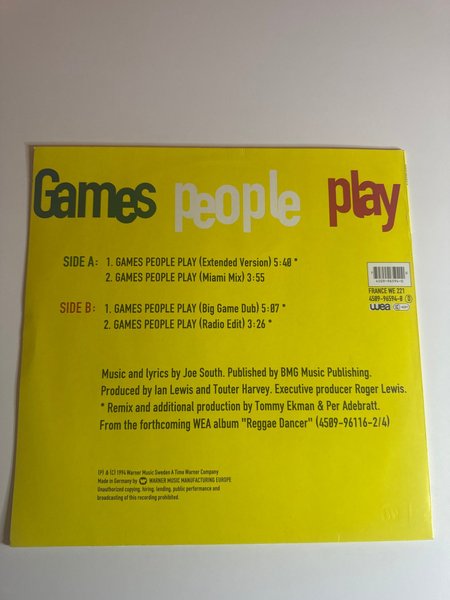 Games people play
SIDE A: 1. GAMES PEOPLE PLAY (Extended Version) 5:40 *
2. GAMES PEOPLE PLAY (Miami Mix) 3:55
SIDE B: 1. GAMES PEOPLE PLAY (Big Game Dub) 5:07 *
2. GAMES PEOPLE PLAY (Radio Edit) 3:26 *
FRANCE WE 221
4509-96594-0
wea
Music and lyrics by Joe South. Published by BMG Music Publishing.
Produced by Ian Lewis and Touter Harvey. Executive producer Roger Lewis.
* Remix and additional production by Tommy Ekman & Per Adebratt.
From the forthcoming WEA album "Reggae Dancer" (4509-96116-2/4)
(P) & (C) 1994 Warner Music Sweden A Time Warner Company
Made in Germany by WARNER MUSIC MANUFACTURING EUROPE
Unauthorized copying, hiring, lending, public performance and
broadcasting of this recording prohibited.